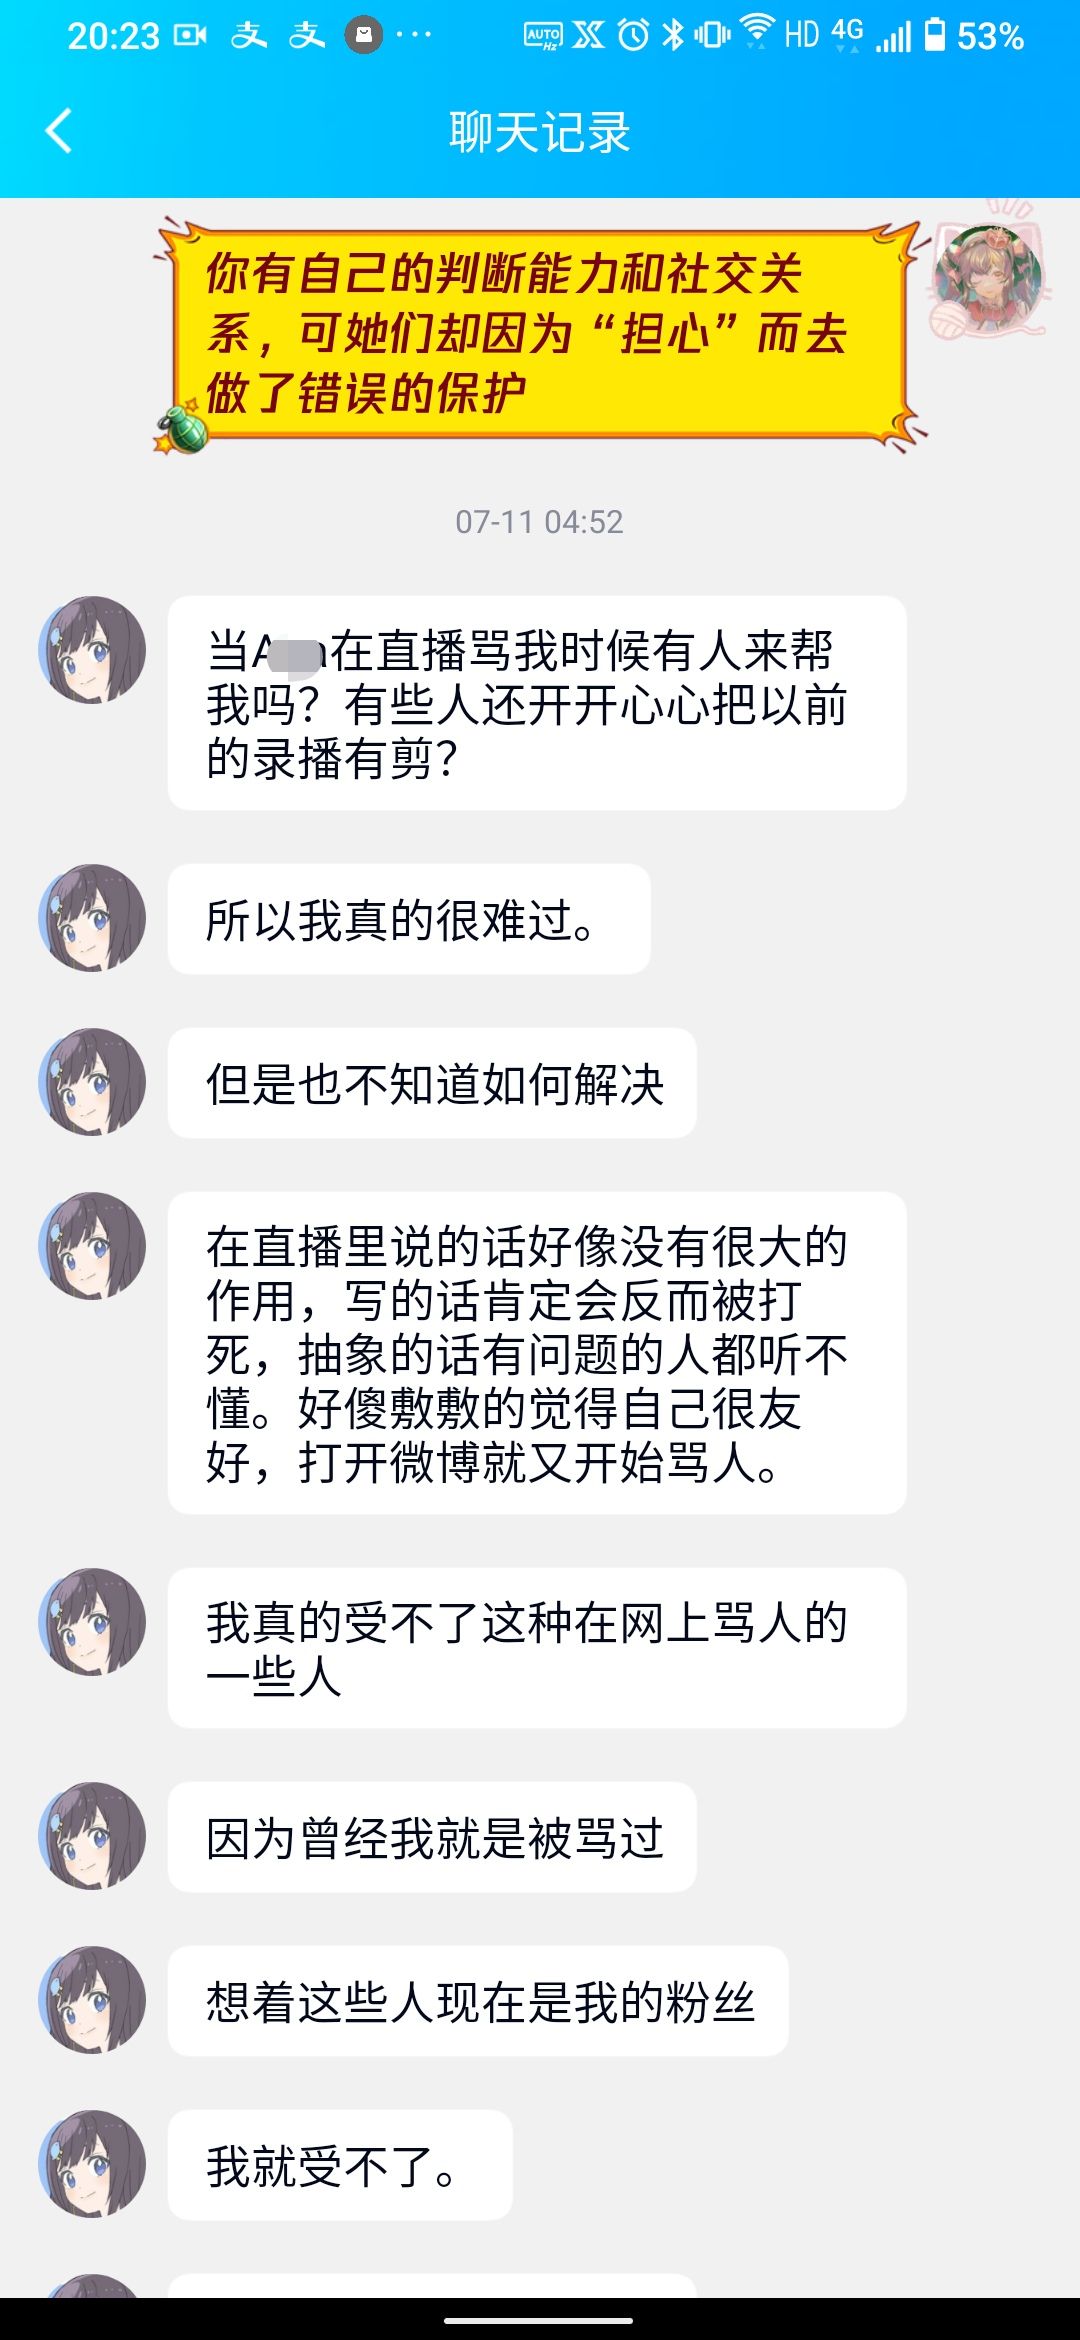 20:23 支 支 ··· AUTO Hz HD 4G 53%
聊天记录
你有自己的判断能力和社交关
系，可她们却因为“担心”而去
做了错误的保护
07-11 04:52
当A在直播骂我时候有人来帮
我吗？有些人还开开心心把以前
的录播有剪？
所以我真的很难过。
但是也不知道如何解决
在直播里说的话好像没有很大的
作用，写的话肯定会反而被打
死，抽象的话有问题的人都听不
懂。好傻敷敷的觉得自己很友
好，打开微博就又开始骂人。
我真的受不了这种在网上骂人的
一些人
因为曾经我就是被骂过
想着这些人现在是我的粉丝
我就受不了。